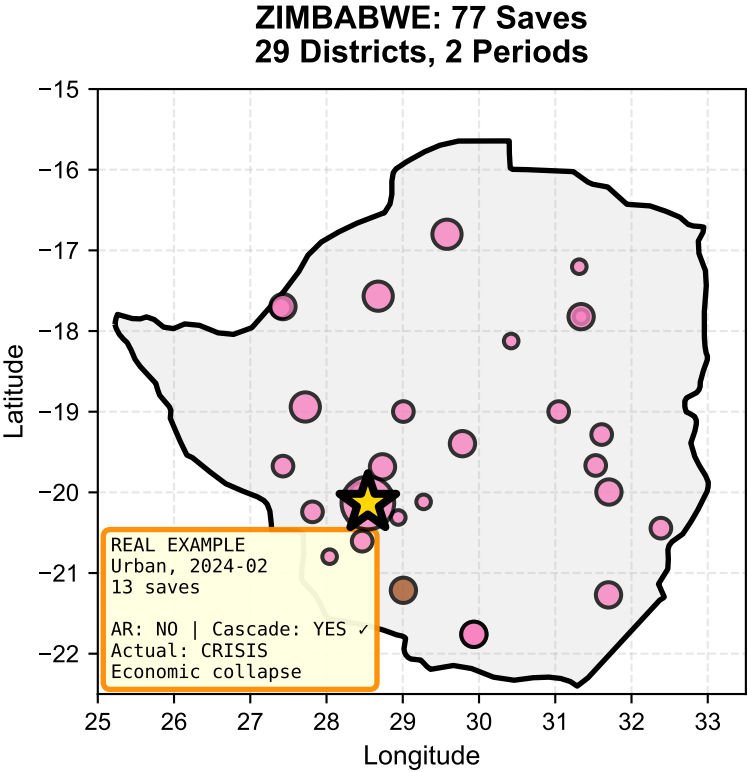 ZIMBABWE: 77 Saves
29 Districts, 2 Periods
Latitude
−15
−16
−17
−18
−19
−20
−21
−22
REAL EXAMPLE
Urban, 2024-02
13 saves
AR: NO | Cascade: YES ✓
Actual: CRISIS
Economic collapse
25 26 27 28 29 30 31 32 33
Longitude